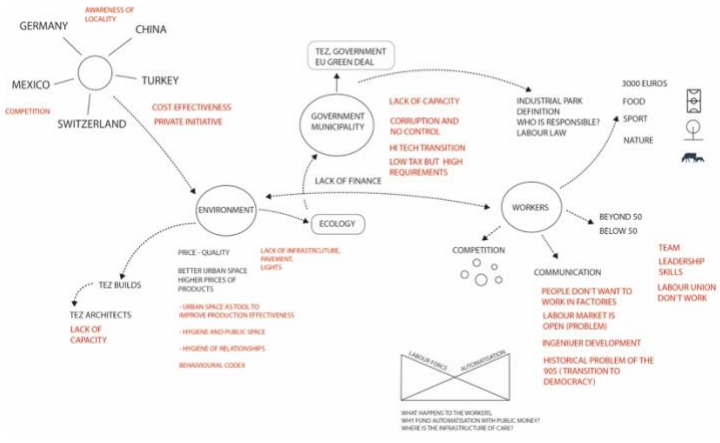 AWARENESS OF
LOCALITY
GERMANY
CHINA
MEXICO
TURKEY
COMPETITION
SWITZERLAND
COST EFFECTIVENESS
PRIVATE INITIATIVE
TEZ, GOVERNMENT
EU GREEN DEAL
GOVERNMENT
MUNICIPALITY
LACK OF CAPACITY
CORRUPTION AND
NO CONTROL
HI TECH TRANSITION
LOW TAX BUT HIGH
REQUIREMENTS
LACK OF FINANCE
INDUSTRIAL PARK
DEFINITION
WHO IS RESPONSIBLE?
LABOUR LAW
3000 EUROS
FOOD
SPORT
NATURE
ENVIRONMENT
ECOLOGY
WORKERS
BEYOND 50
BELOW 50
COMPETITION
COMMUNICATION
PEOPLE DON'T WANT TO
WORK IN FACTORIES
LABOUR MARKET IS
OPEN (PROBLEM)
INGENIUER DEVELOPMENT
HISTORICAL PROBLEM OF THE
90S ( TRANSITION TO
DEMOCRACY)
TEAM
LEADERSHIP
SKILLS
LABOUR UNION
DON'T WORK
PRICE - QUALITY
BETTER URBAN SPACE
HIGHER PRICES OF
PRODUCTS
- URBAN SPACE AS TOOL TO
IMPROVE PRODUCTION EFFECTIVENESS
- HYGIENE AND PUBLIC SPACE
- HYGIENE OF RELATIONSHIPS
BEHAVIOURAL CODEX
LACK OF INFRASTRCUTURE,
PAVEMENT,
LIGHTS
TEZ BUILDS
TEZ ARCHITECTS
LACK OF
CAPACITY
LABOUR FORCE
AUTOMATISATION
WHAT HAPPENS TO THE WORKERS,
WHY FUND AUTOMATISATION WITH PUBLIC MONEY?
WHERE IS THE INFRASTRUCTURE OF CARE?